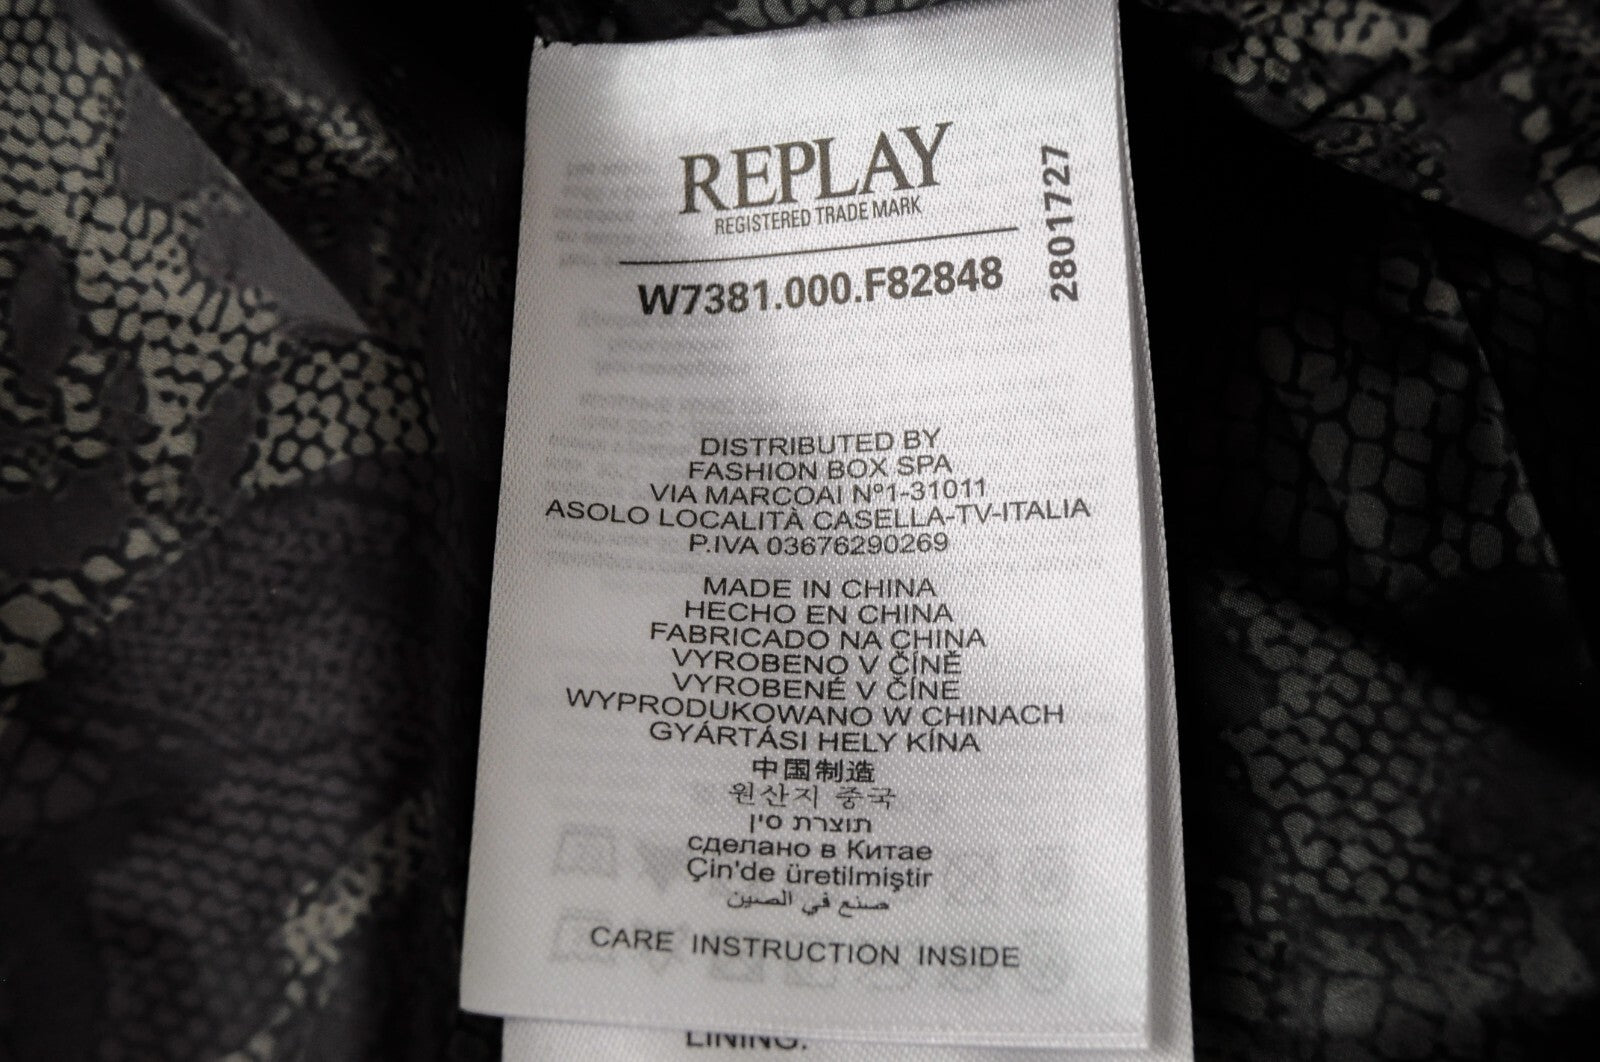 REPLAY
REGISTERED TRADE MARK
2801727
W7381.000.F82848
DISTRIBUTED BY
FASHION BOX SPA
VIA MARCOAI Nº1-31011
ASOLO LOCALITÀ CASELLA-TV-ITALIA
P.IVA 03676290269
MADE IN CHINA
HECHO EN CHINA
FABRICADO NA CHINA
VYROBENO V ČÍNĚ
VYROBENÉ V ČÍNE
WYPRODUKOWANO W CHINACH
GYÁRTÁSI HELY KÍNA
中国制造
원산지 중국
תוצרת סין
сделано в Китае
Çin'de üretilmiştir
صنع في الصين
CARE INSTRUCTION INSIDE
LINING: